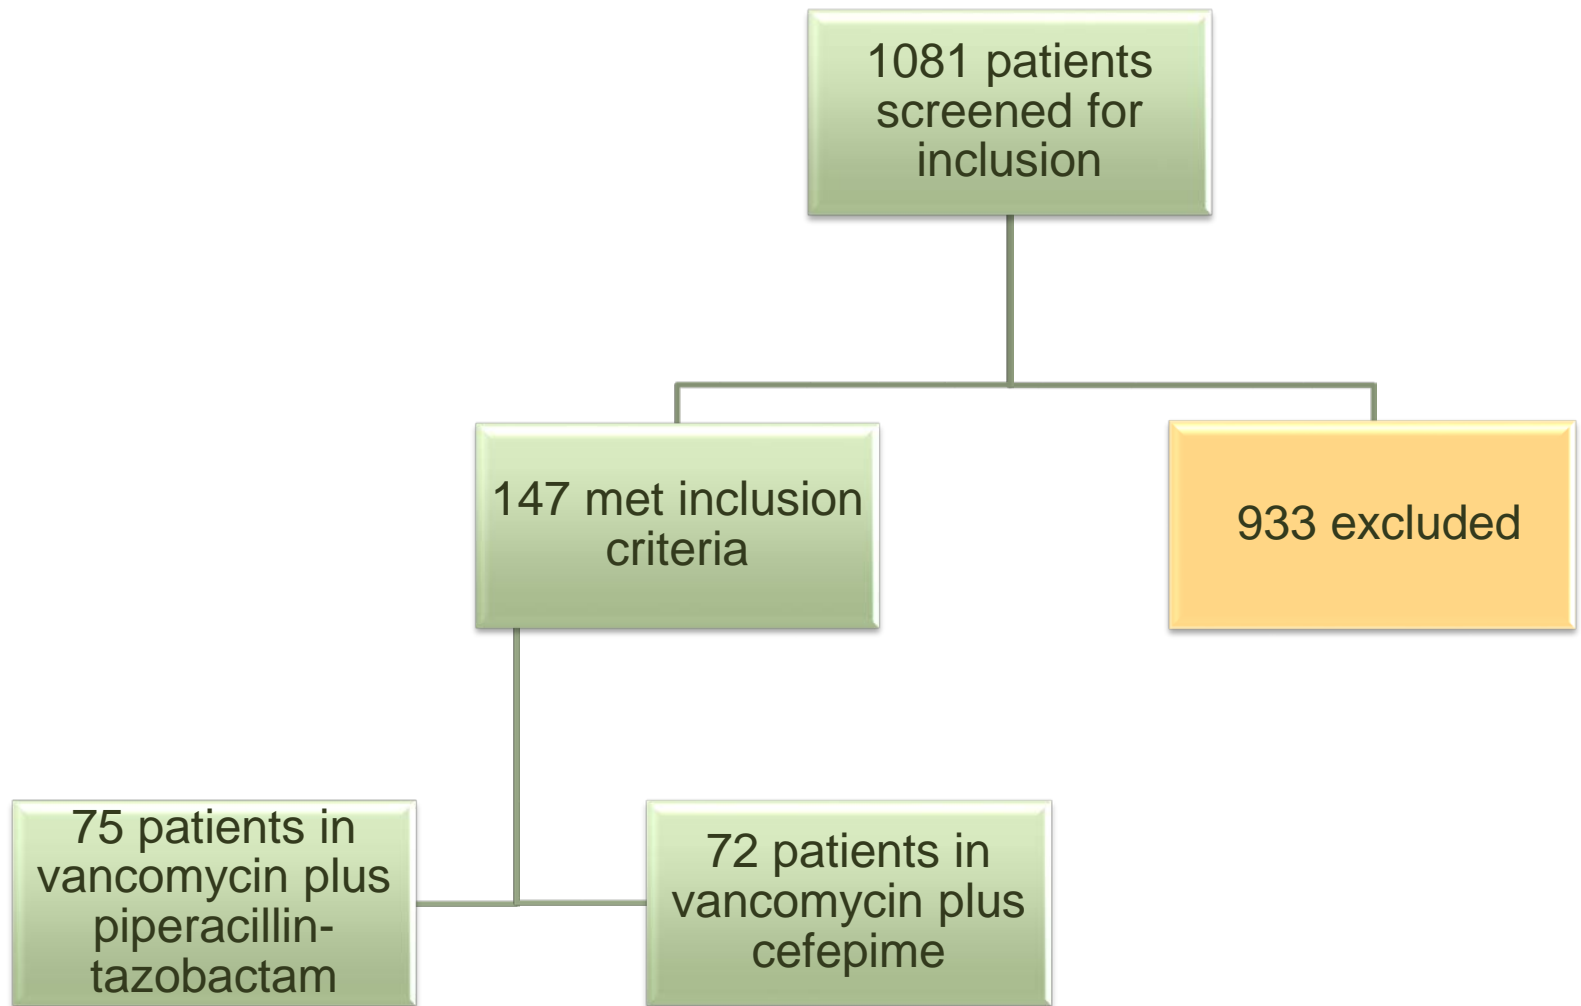 1081 patients
screened for
inclusion
147 met inclusion
criteria
933 excluded
75 patients in
vancomycin plus
piperacillin-
tazobactam
72 patients in
vancomycin plus
cefepime